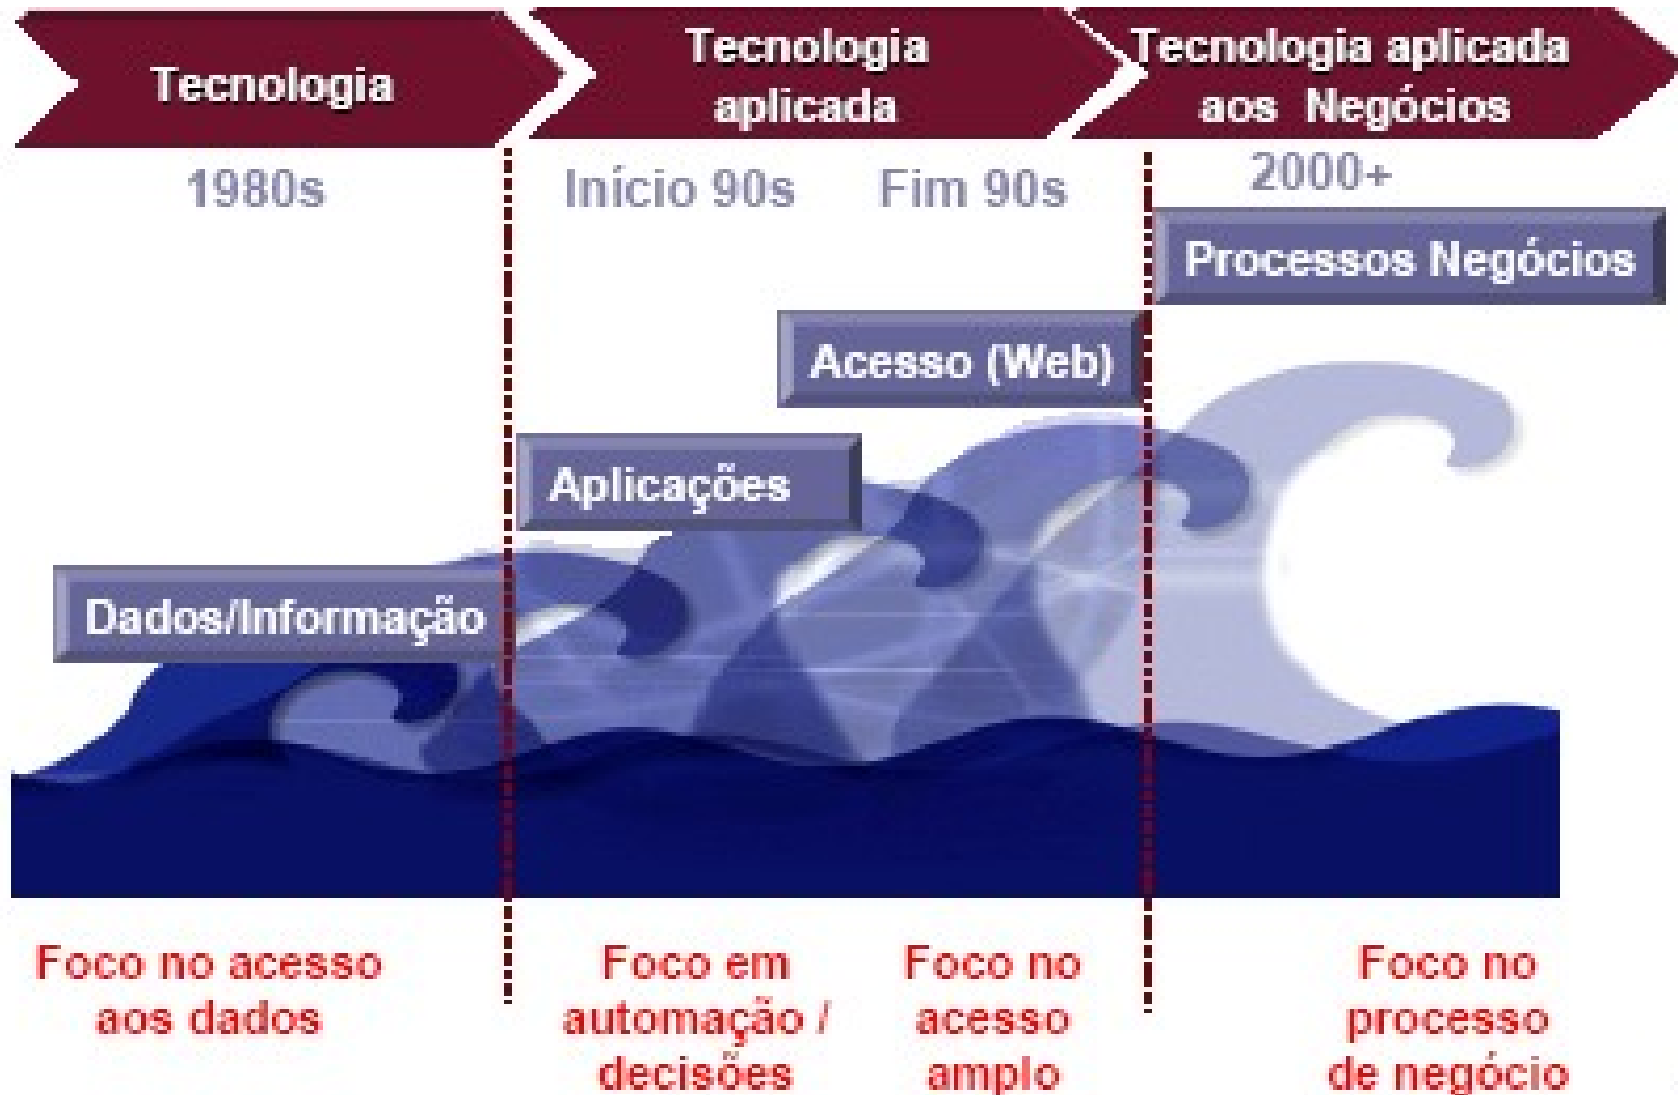 Tecnologia
Tecnologia
aplicada
Tecnologia aplicada
aos Negócios
1980s
Início 90s
Fim 90s
2000+
Processos Negócios
Acesso (Web)
Aplicações
Dados/Informação
Foco no acesso
aos dados
Foco em
automação /
decisões
Foco no
acesso
amplo
Foco no
processo
de negócio